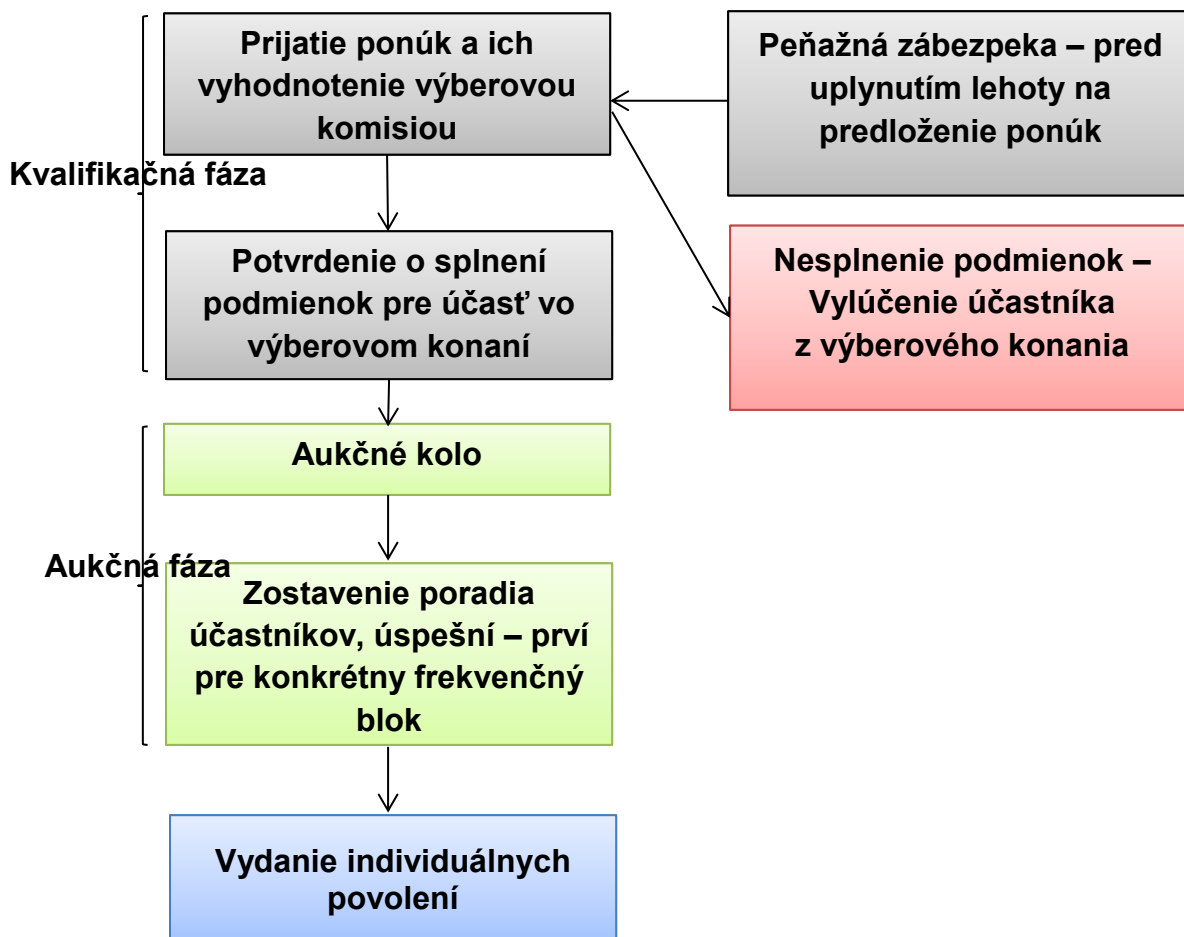 Prijatie ponúk a ich
vyhodnotenie výberovou
komisiou
Peňažná zábezpeka – pred
uplynutím lehoty na
predloženie ponúk
Kvalifikačná fáza
Potvrdenie o splnení
podmienok pre účasť vo
výberovom konaní
Nesplnenie podmienok –
Vylúčenie účastníka
z výberového konania
Aukčné kolo
Aukčná fáza
Zostavenie poradia
účastníkov, úspešní – prví
pre konkrétny frekvenčný
blok
Vydanie individuálnych
povolení